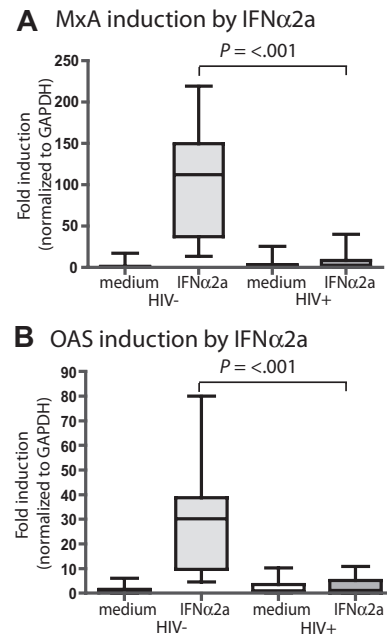 A MxA induction by IFNα2a
P = <.001
Fold induction
(normalized to GAPDH)
250
200
150
100
50
0
medium IFNα2a medium IFNα2a
HIV- HIV+
B OAS induction by IFNα2a
P = <.001
Fold induction
(normalized to GAPDH)
90
80
70
60
50
40
30
20
10
0
medium IFNα2a medium IFNα2a
HIV- HIV+